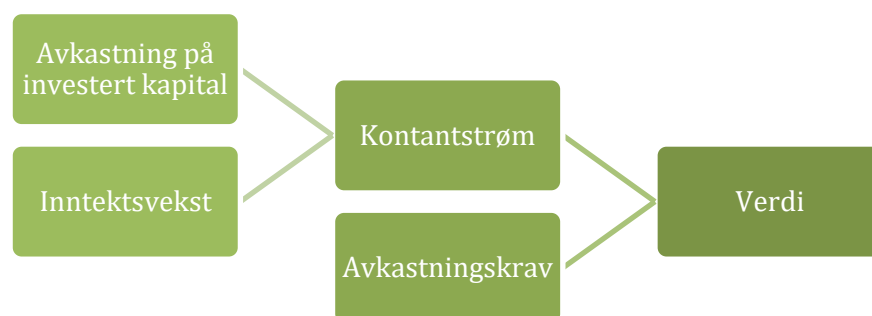 Avkastning på
investert kapital
Inntektsvekst
Kontantstrøm
Avkastningskrav
Verdi